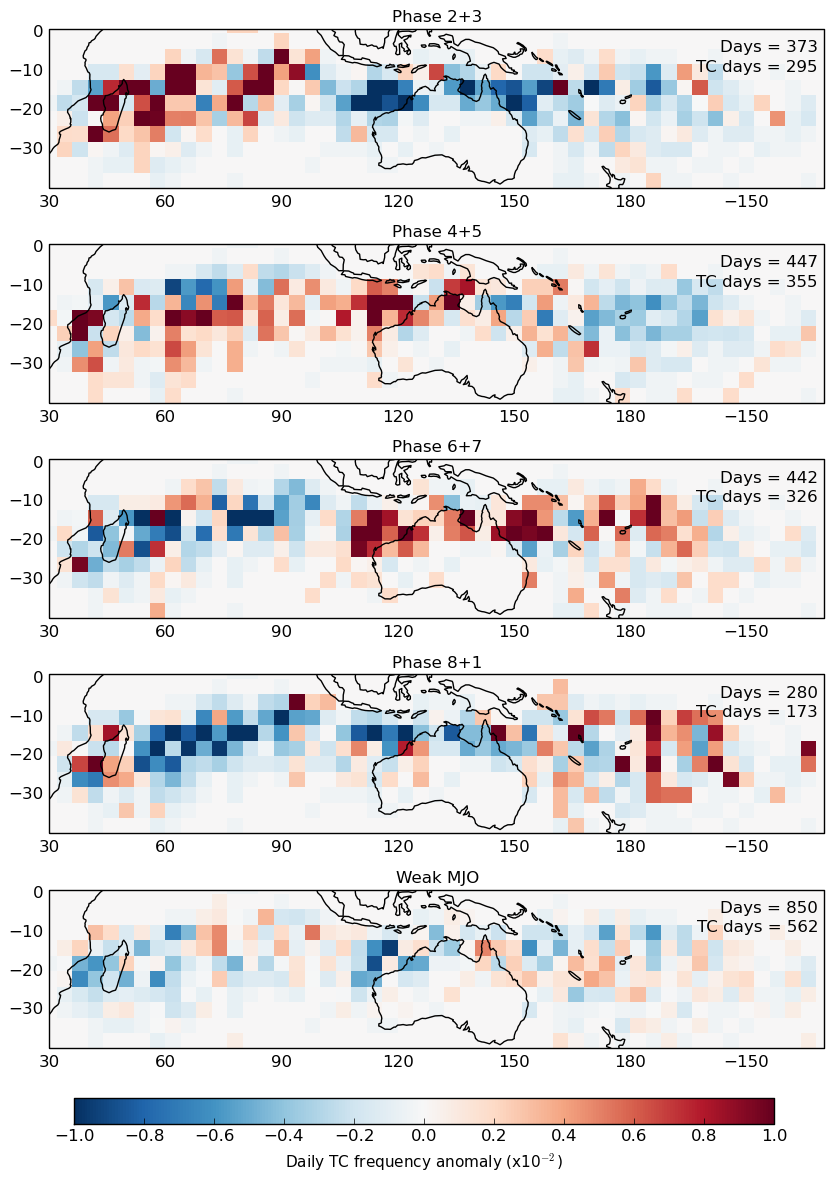 Phase 2+3
Days = 373
TC days = 295
0
−10
−20
−30
30 60 90 120 150 180 −150
Phase 4+5
Days = 447
TC days = 355
0
−10
−20
−30
30 60 90 120 150 180 −150
Phase 6+7
Days = 442
TC days = 326
0
−10
−20
−30
30 60 90 120 150 180 −150
Phase 8+1
Days = 280
TC days = 173
0
−10
−20
−30
30 60 90 120 150 180 −150
Weak MJO
Days = 850
TC days = 562
0
−10
−20
−30
30 60 90 120 150 180 −150
−1.0 −0.8 −0.6 −0.4 −0.2 0.0 0.2 0.4 0.6 0.8 1.0
Daily TC frequency anomaly (x10⁻²)